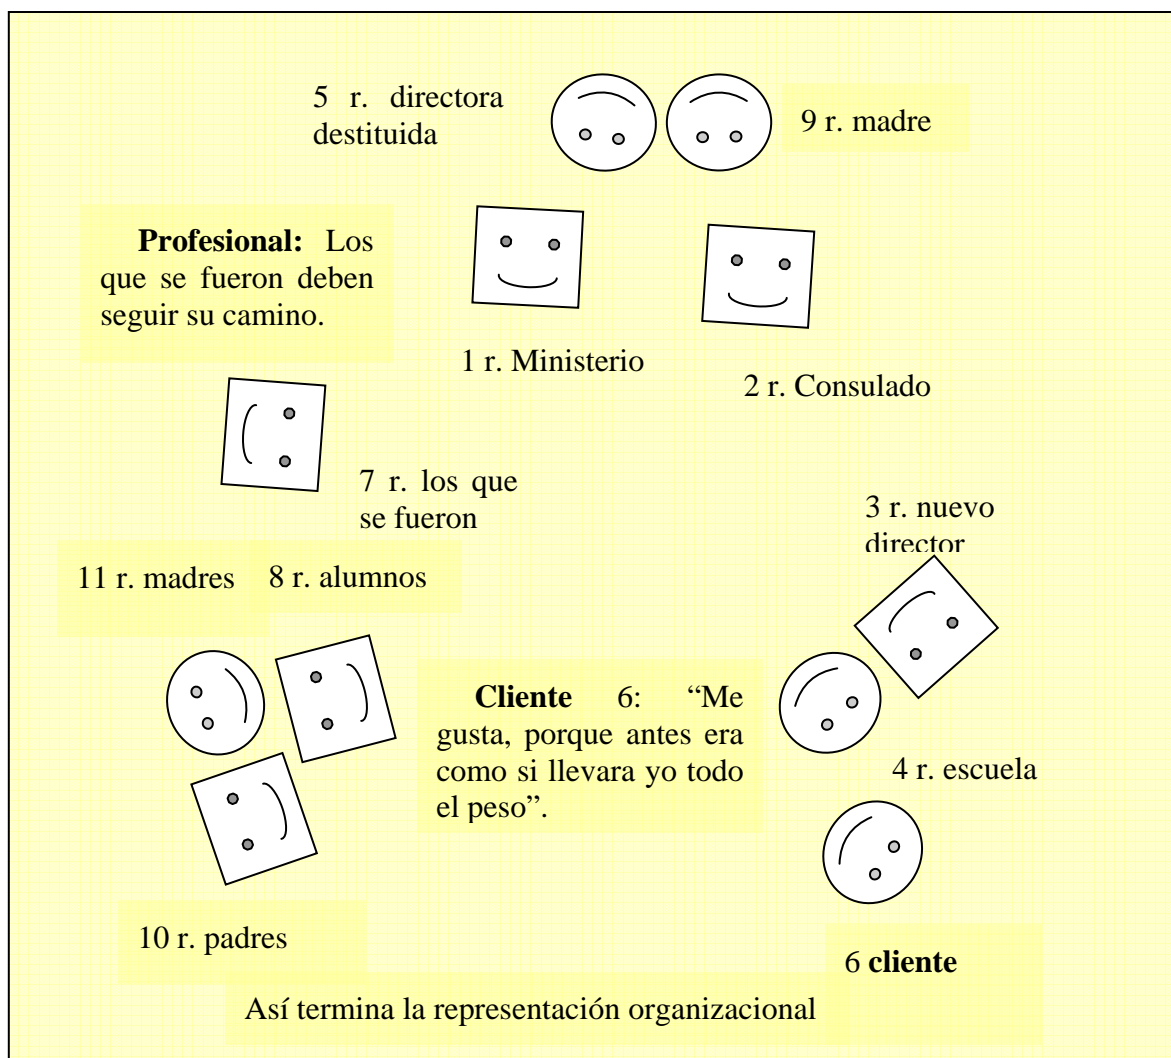 5 r. directora
destituida
9 r. madre
Profesional: Los
que se fueron deben
seguir su camino.
1 r. Ministerio
2 r. Consulado
7 r. los que
se fueron
3 r. nuevo
director
11 r. madres
8 r. alumnos
Cliente 6: “Me
gusta, porque antes era
como si llevara yo todo
el peso”.
4 r. escuela
10 r. padres
6 cliente
Así termina la representación organizacional